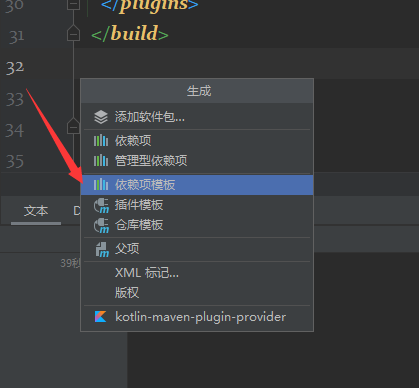 30 </plugins>
31 </build>
32
生成
33
添加软件包...
依赖项
34
管理型依赖项
35
依赖项模板
文本 D
插件模板
仓库模板
父项
39秒
XML 标记...
版权
kotlin-maven-plugin-provider